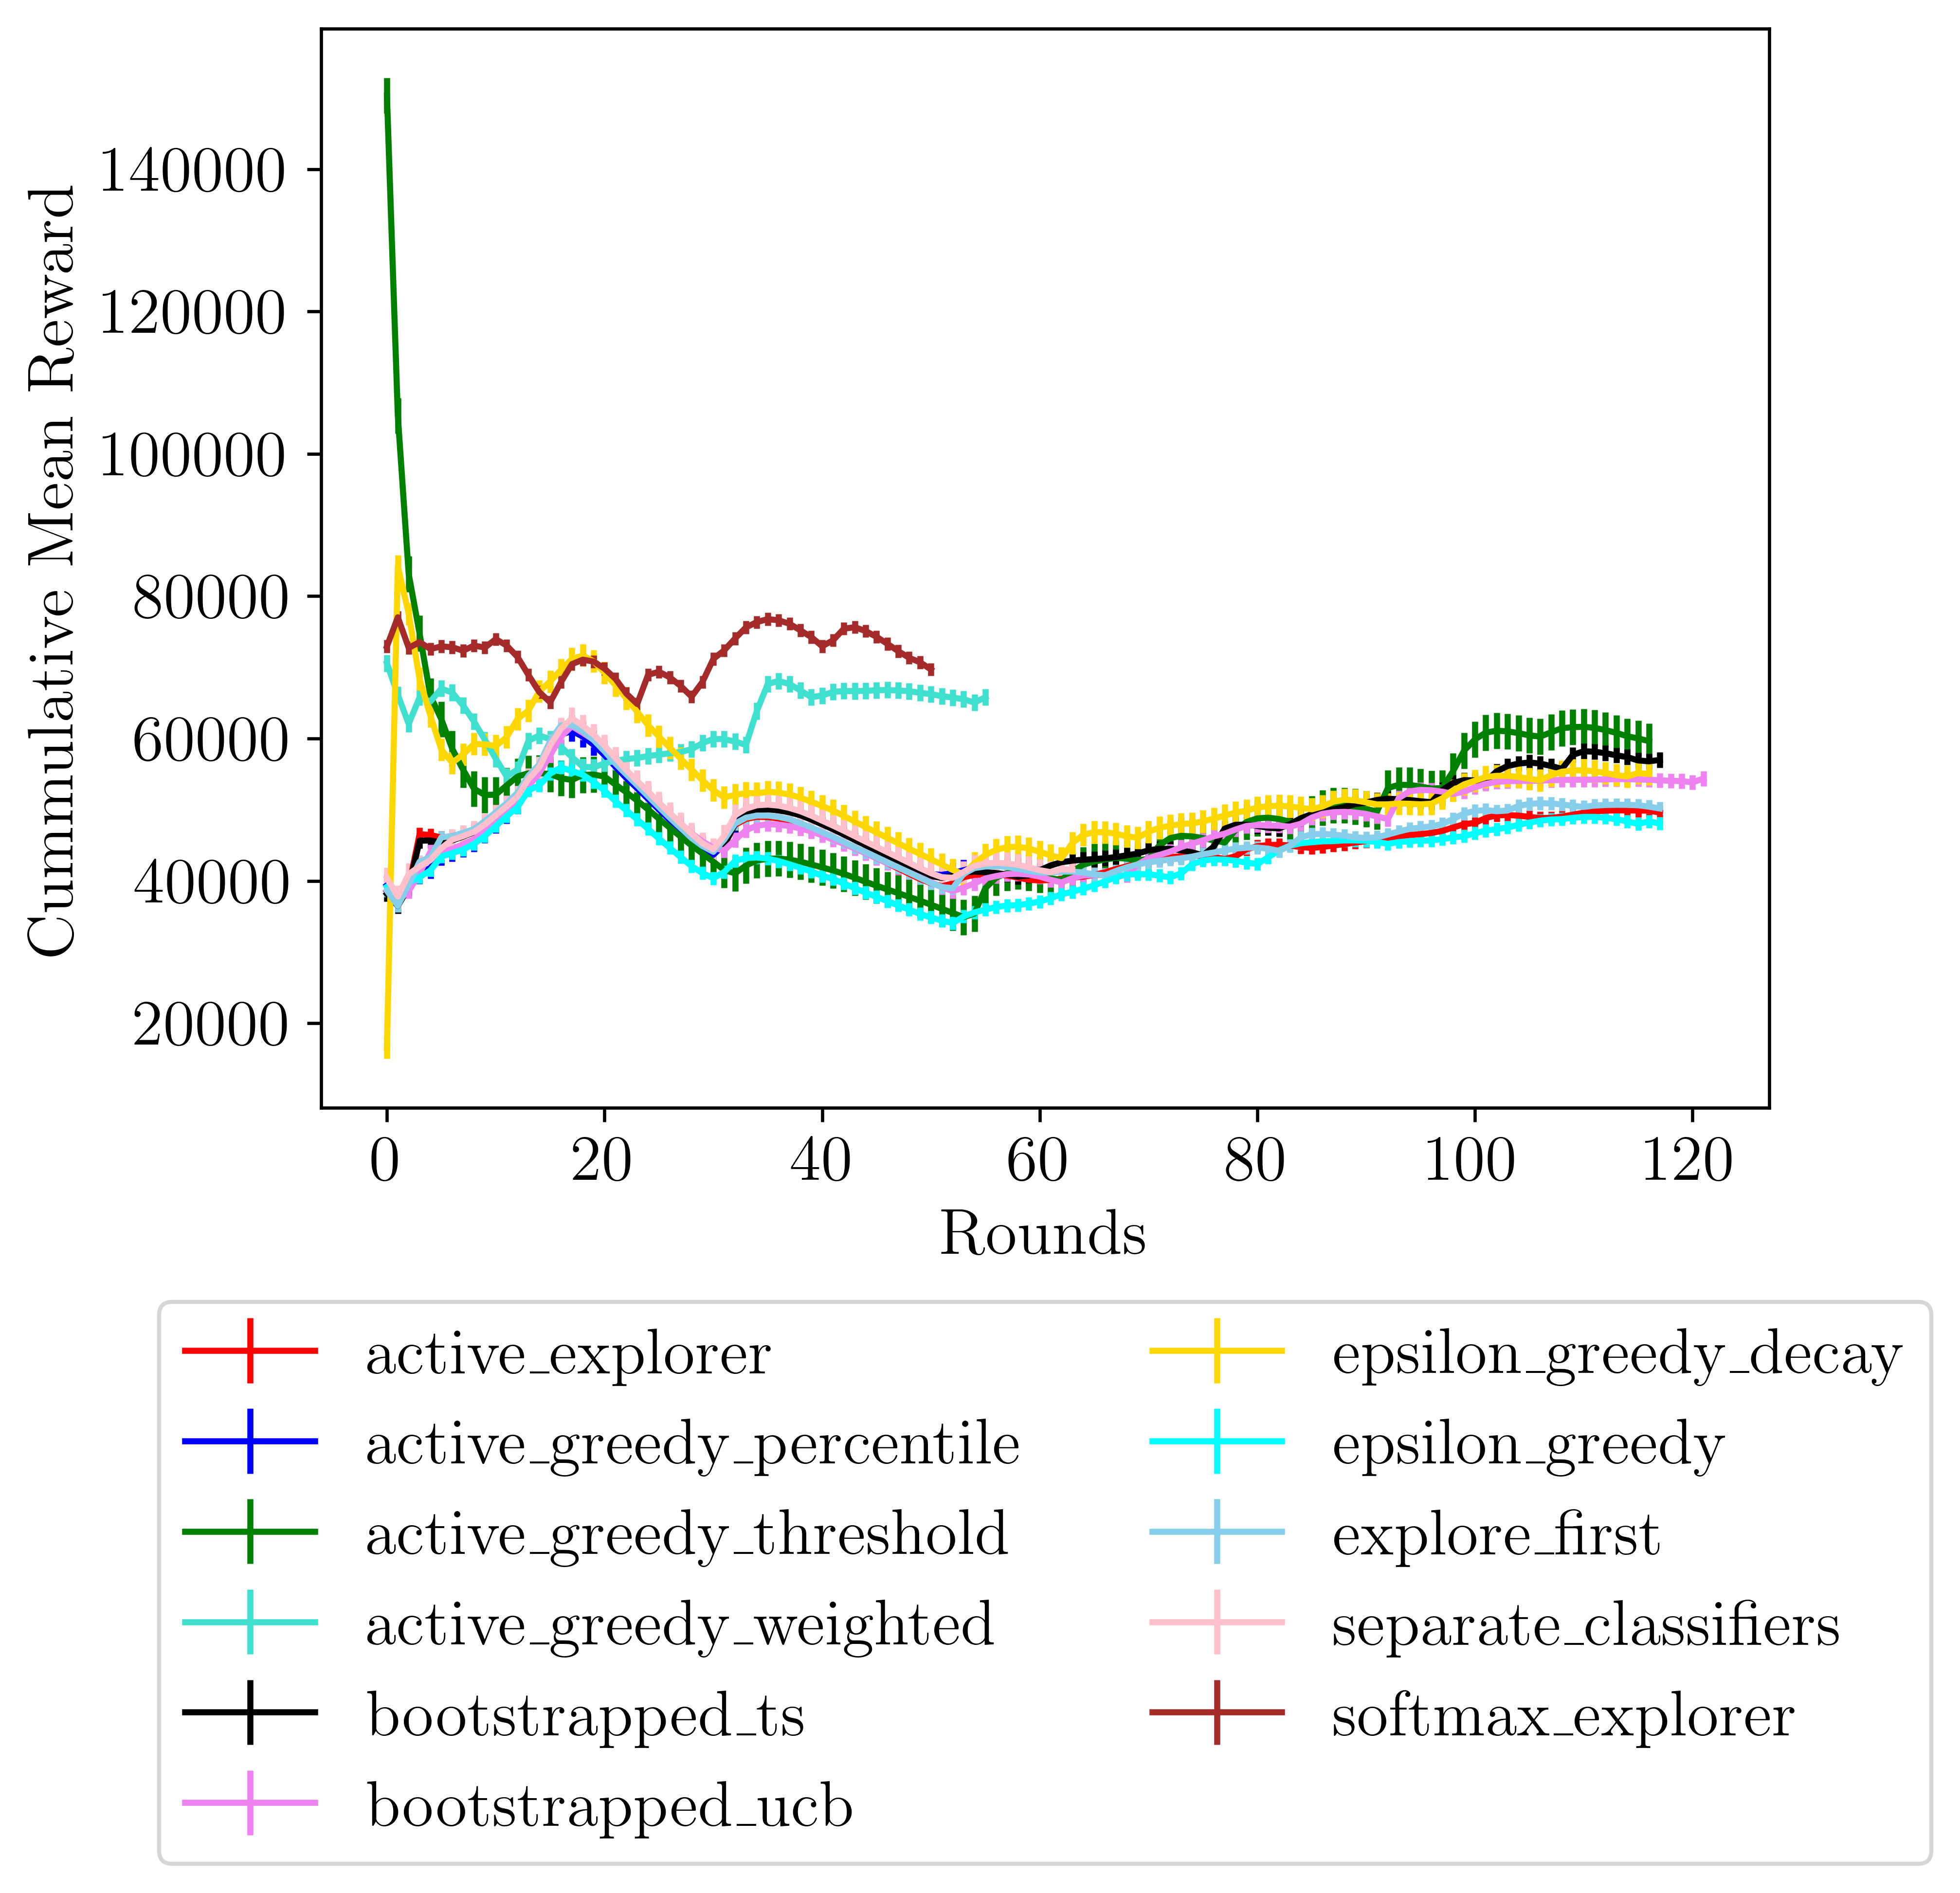 Cummulative Mean Reward
140000
120000
100000
80000
60000
40000
20000
0 20 40 60 80 100 120
Rounds
active_explorer
active_greedy_percentile
active_greedy_threshold
active_greedy_weighted
bootstrapped_ts
bootstrapped_ucb
epsilon_greedy_decay
epsilon_greedy
explore_first
separate_classifiers
softmax_explorer